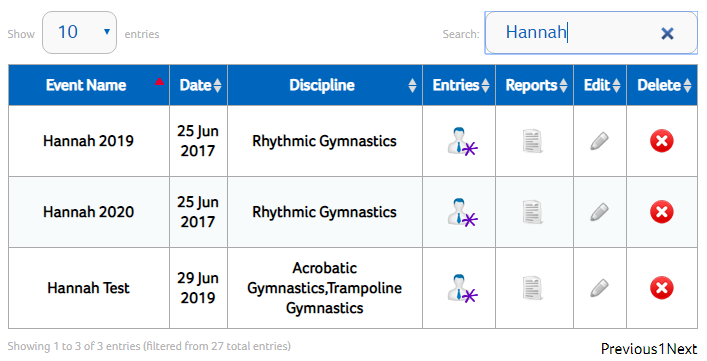 Show 10 entries Search: Hannah
Event Name Date Discipline Entries Reports Edit Delete
Hannah 2019 25 Jun 2017 Rhythmic Gymnastics
Hannah 2020 25 Jun 2017 Rhythmic Gymnastics
Hannah Test 29 Jun 2019 Acrobatic Gymnastics,Trampoline Gymnastics
Showing 1 to 3 of 3 entries (filtered from 27 total entries) Previous1Next